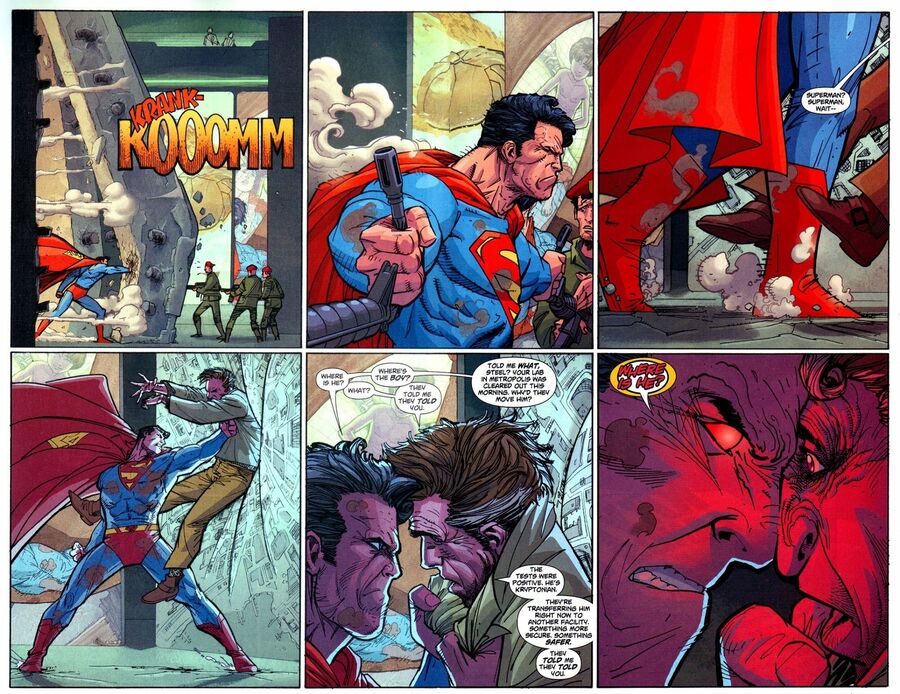 KRANK-
KOOOMM
SUPERMAN?
SUPERMAN,
WAIT--
WHERE
IS HE?
WHAT?
WHERE'S
THE BOY?
THEY
TOLD ME
THEY TOLD
YOU.
TOLD ME WHAT,
STEEL? YOUR LAB
IN METROPOLIS WAS
CLEARED OUT THIS
MORNING. WHY'D THEY
MOVE HIM?
THE
TESTS WERE
POSITIVE. HE'S
KRYPTONIAN.
THEY'RE
TRANSFERRING HIM
RIGHT NOW TO
ANOTHER FACILITY.
SOMETHING MORE
SECURE. SOMETHING
SAFER.
THEY
TOLD ME
THEY TOLD
YOU.
WHERE
IS HE?